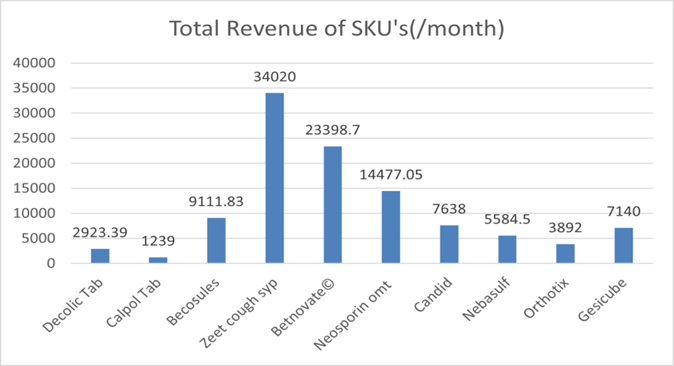 Total Revenue of SKU's(/month)
40000
35000
30000
25000
20000
15000
10000
5000
0
2923.39
1239
9111.83
34020
23398.7
14477.05
7638
5584.5
3892
7140
Decolic Tab
Calpol Tab
Becosules
Zeet cough syp
Betnovate©
Neosporin omt
Candid
Nebasulf
Orthotix
Gesicube